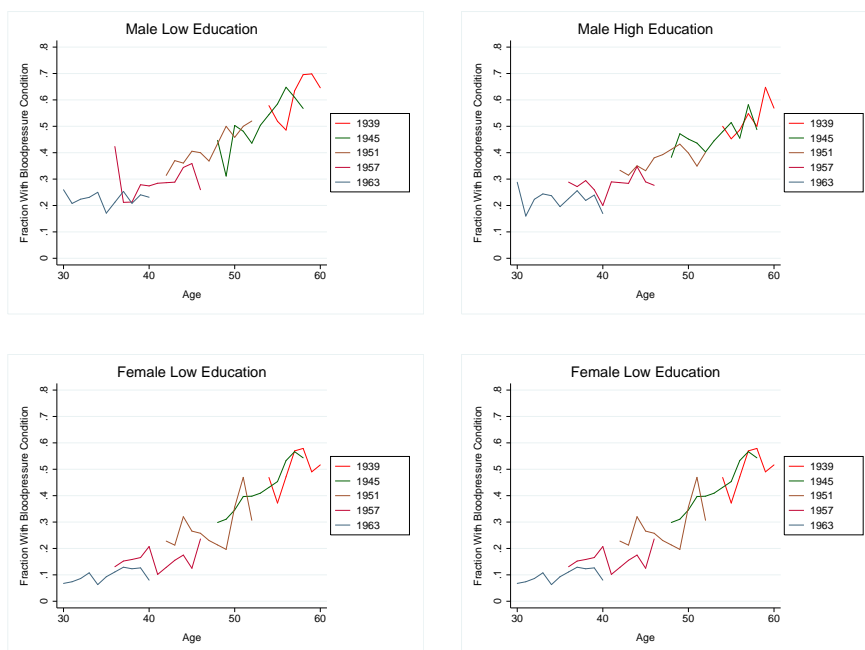 Male Low Education
Fraction With Bloodpressure Condition
0 .1 .2 .3 .4 .5 .6 .7 .8
30 40 50 60
Age
1939
1945
1951
1957
1963
Male High Education
Fraction With Bloodpressure Condition
0 .1 .2 .3 .4 .5 .6 .7 .8
30 40 50 60
Age
1939
1945
1951
1957
1963
Female Low Education
Fraction With Bloodpressure Condition
0 .1 .2 .3 .4 .5 .6 .7 .8
30 40 50 60
Age
1939
1945
1951
1957
1963
Female Low Education
Fraction With Bloodpressure Condition
0 .1 .2 .3 .4 .5 .6 .7 .8
30 40 50 60
Age
1939
1945
1951
1957
1963